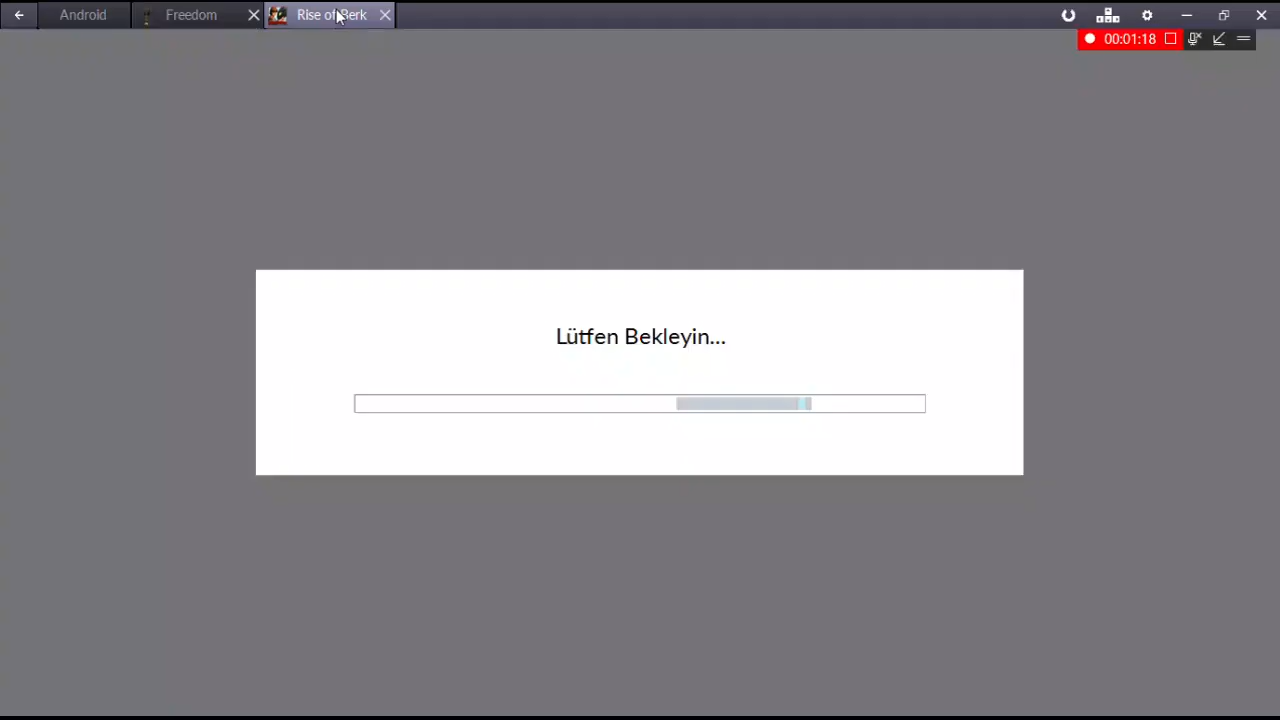 Android
Freedom
Rise of Berk
00:01:18
Lütfen Bekleyin...